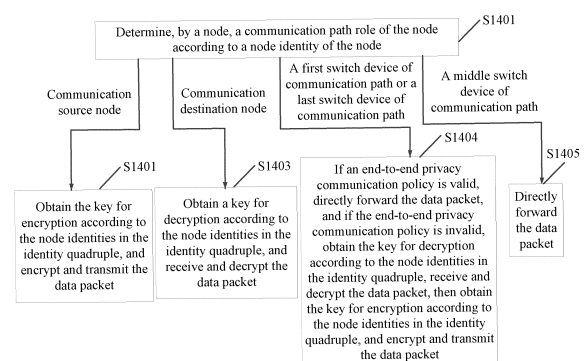 Determine, by a node, a communication path role of the node
according to a node identity of the node
S1401
Communication
source node
Communication
destination node
A first switch device of
communication path or a
last switch device of
communication path
A middle switch
device of
communication path
S1401
Obtain the key for
encryption according to
the node identities in the
identity quadruple, and
encrypt and transmit the
data packet
S1403
Obtain a key for
decryption according to
the node identities in the
identity quadruple, and
receive and decrypt the
data packet
S1404
If an end-to-end privacy
communication policy is valid,
directly forward the data packet,
and if the end-to-end privacy
communication policy is invalid,
obtain the key for decryption
according to the node identities in
the identity quadruple, receive and
decrypt the data packet, then obtain
the key for encryption according to
the node identities in the identity
quadruple, and encrypt and transmit
the data packet
S1405
Directly
forward
the data
packet